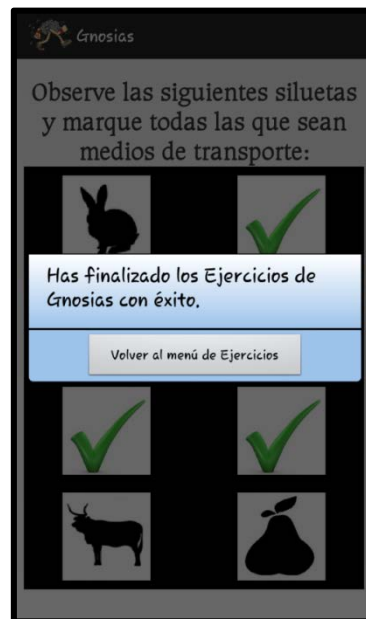 Gnosias
Observe las siguientes siluetas
y marque todas las que sean
medios de transporte:
Has finalizado los Ejercicios de
Gnosias con éxito.
Volver al menú de Ejercicios